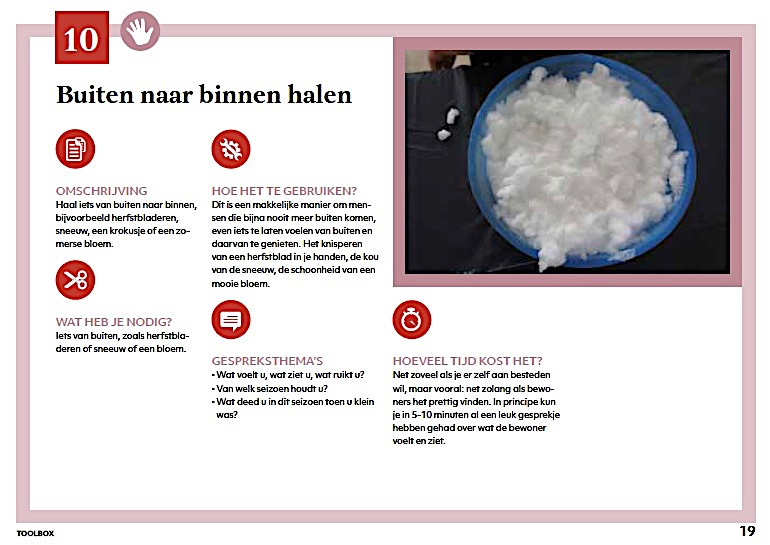 10
Buiten naar binnen halen
OMSCHRIJVING
Haal iets van buiten naar binnen,
bijvoorbeeld herfstbladeren,
sneeuw, een krokusje of een zo-
merse bloem.
WAT HEB JE NODIG?
Iets van buiten, zoals herfstbla-
deren of sneeuw of een bloem.
HOE HET TE GEBRUIKEN?
Dit is een makkelijke manier om men-
sen die bijna nooit meer buiten komen,
even iets te laten voelen van buiten en
daarvan te genieten. Het knisperen
van een herfstblad in je handen, de kou
van de sneeuw, de schoonheid van een
mooie bloem.
GESPREKSTHEMA'S
• Wat voelt u, wat ziet u, wat ruikt u?
• Van welk seizoen houdt u?
• Wat deed u in dit seizoen toen u klein
was?
HOEVEEL TIJD KOST HET?
Net zoveel als je er zelf aan besteden
wil, maar vooral: net zolang als bewo-
ners het prettig vinden. In principe kun
je in 5-10 minuten al een leuk gesprekje
hebben gehad over wat de bewoner
voelt en ziet.
TOOLBOX
19